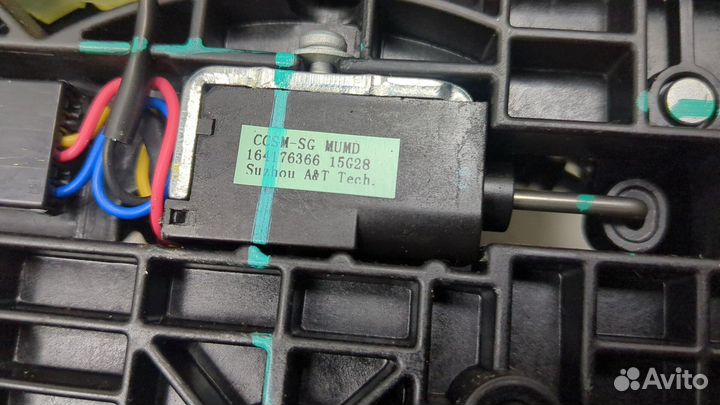 CCSM-SG MUMD
164176366 15G28
Suzhou A&T Tech.
Avito